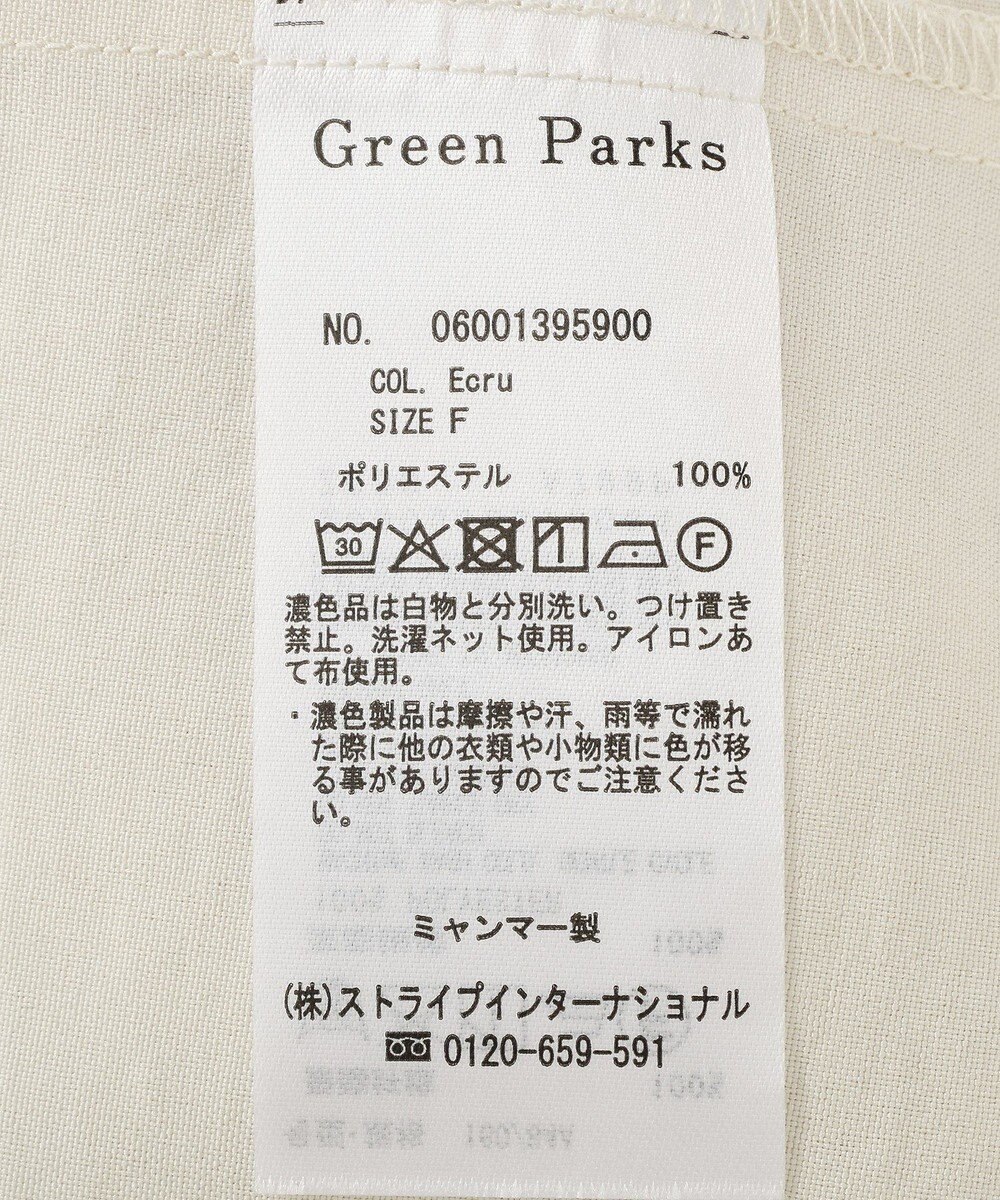 Green Parks
NO. 06001395900
COL. Ecru
SIZE F
ポリエステル 100%
30 F
濃色品は白物と分別洗い。つけ置き
禁止。洗濯ネット使用。アイロンあ
て布使用。
・濃色製品は摩擦や汗、雨等で濡れ
た際に他の衣類や小物類に色が移
る事がありますのでご注意くださ
い。
ミャンマー製
(株)ストライプインターナショナル
0120-659-591